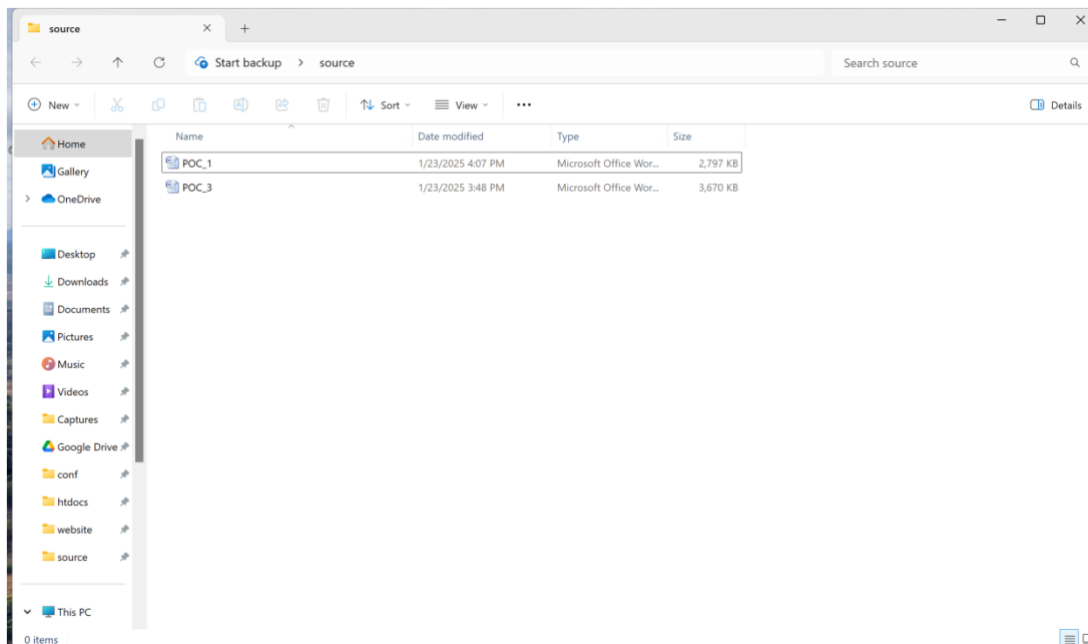 source
Start backup > source
Search source
New
Sort
View
Details
Name Date modified Type Size
POC_1 1/23/2025 4:07 PM Microsoft Office Wor... 2,797 KB
POC_3 1/23/2025 3:48 PM Microsoft Office Wor... 3,670 KB
Home
Gallery
OneDrive
Desktop
Downloads
Documents
Pictures
Music
Videos
Captures
Google Drive
conf
htdocs
website
source
This PC
0 items